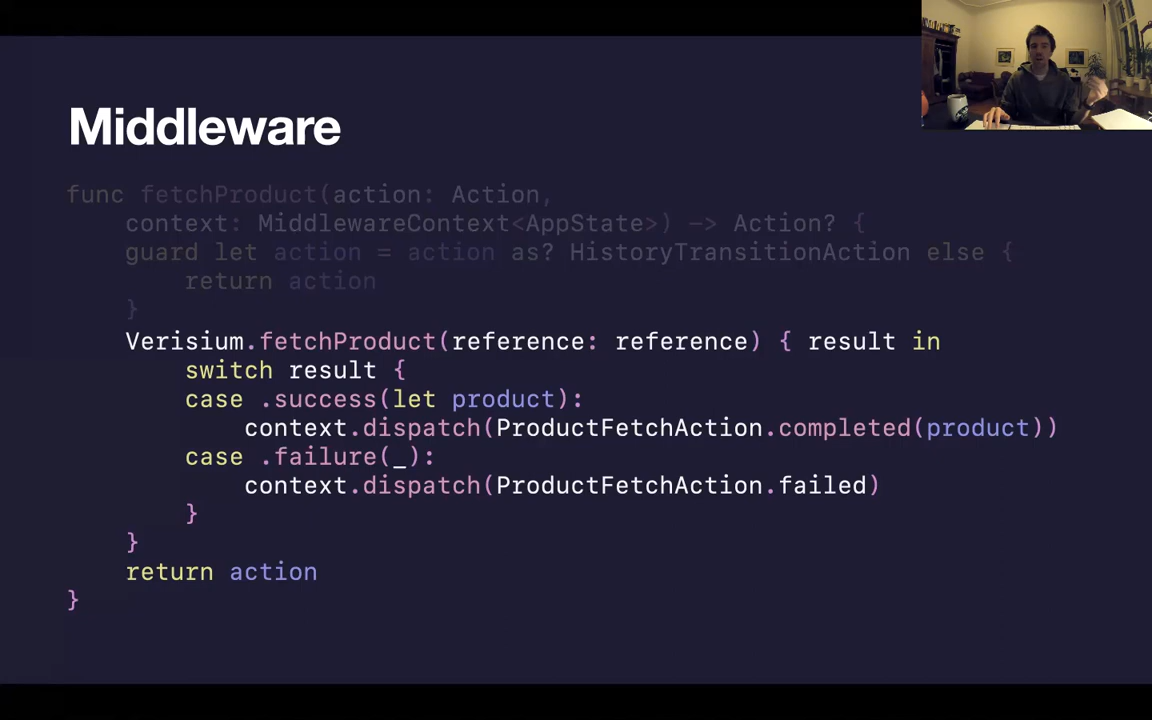 Middleware
func fetchProduct(action: Action,
context: MiddlewareContext<AppState>) -> Action? {
guard let action = action as? HistoryTransitionAction else {
return action
}
Verisium.fetchProduct(reference: reference) { result in
switch result {
case .success(let product):
context.dispatch(ProductFetchAction.completed(product))
case .failure(_):
context.dispatch(ProductFetchAction.failed)
}
}
return action
}